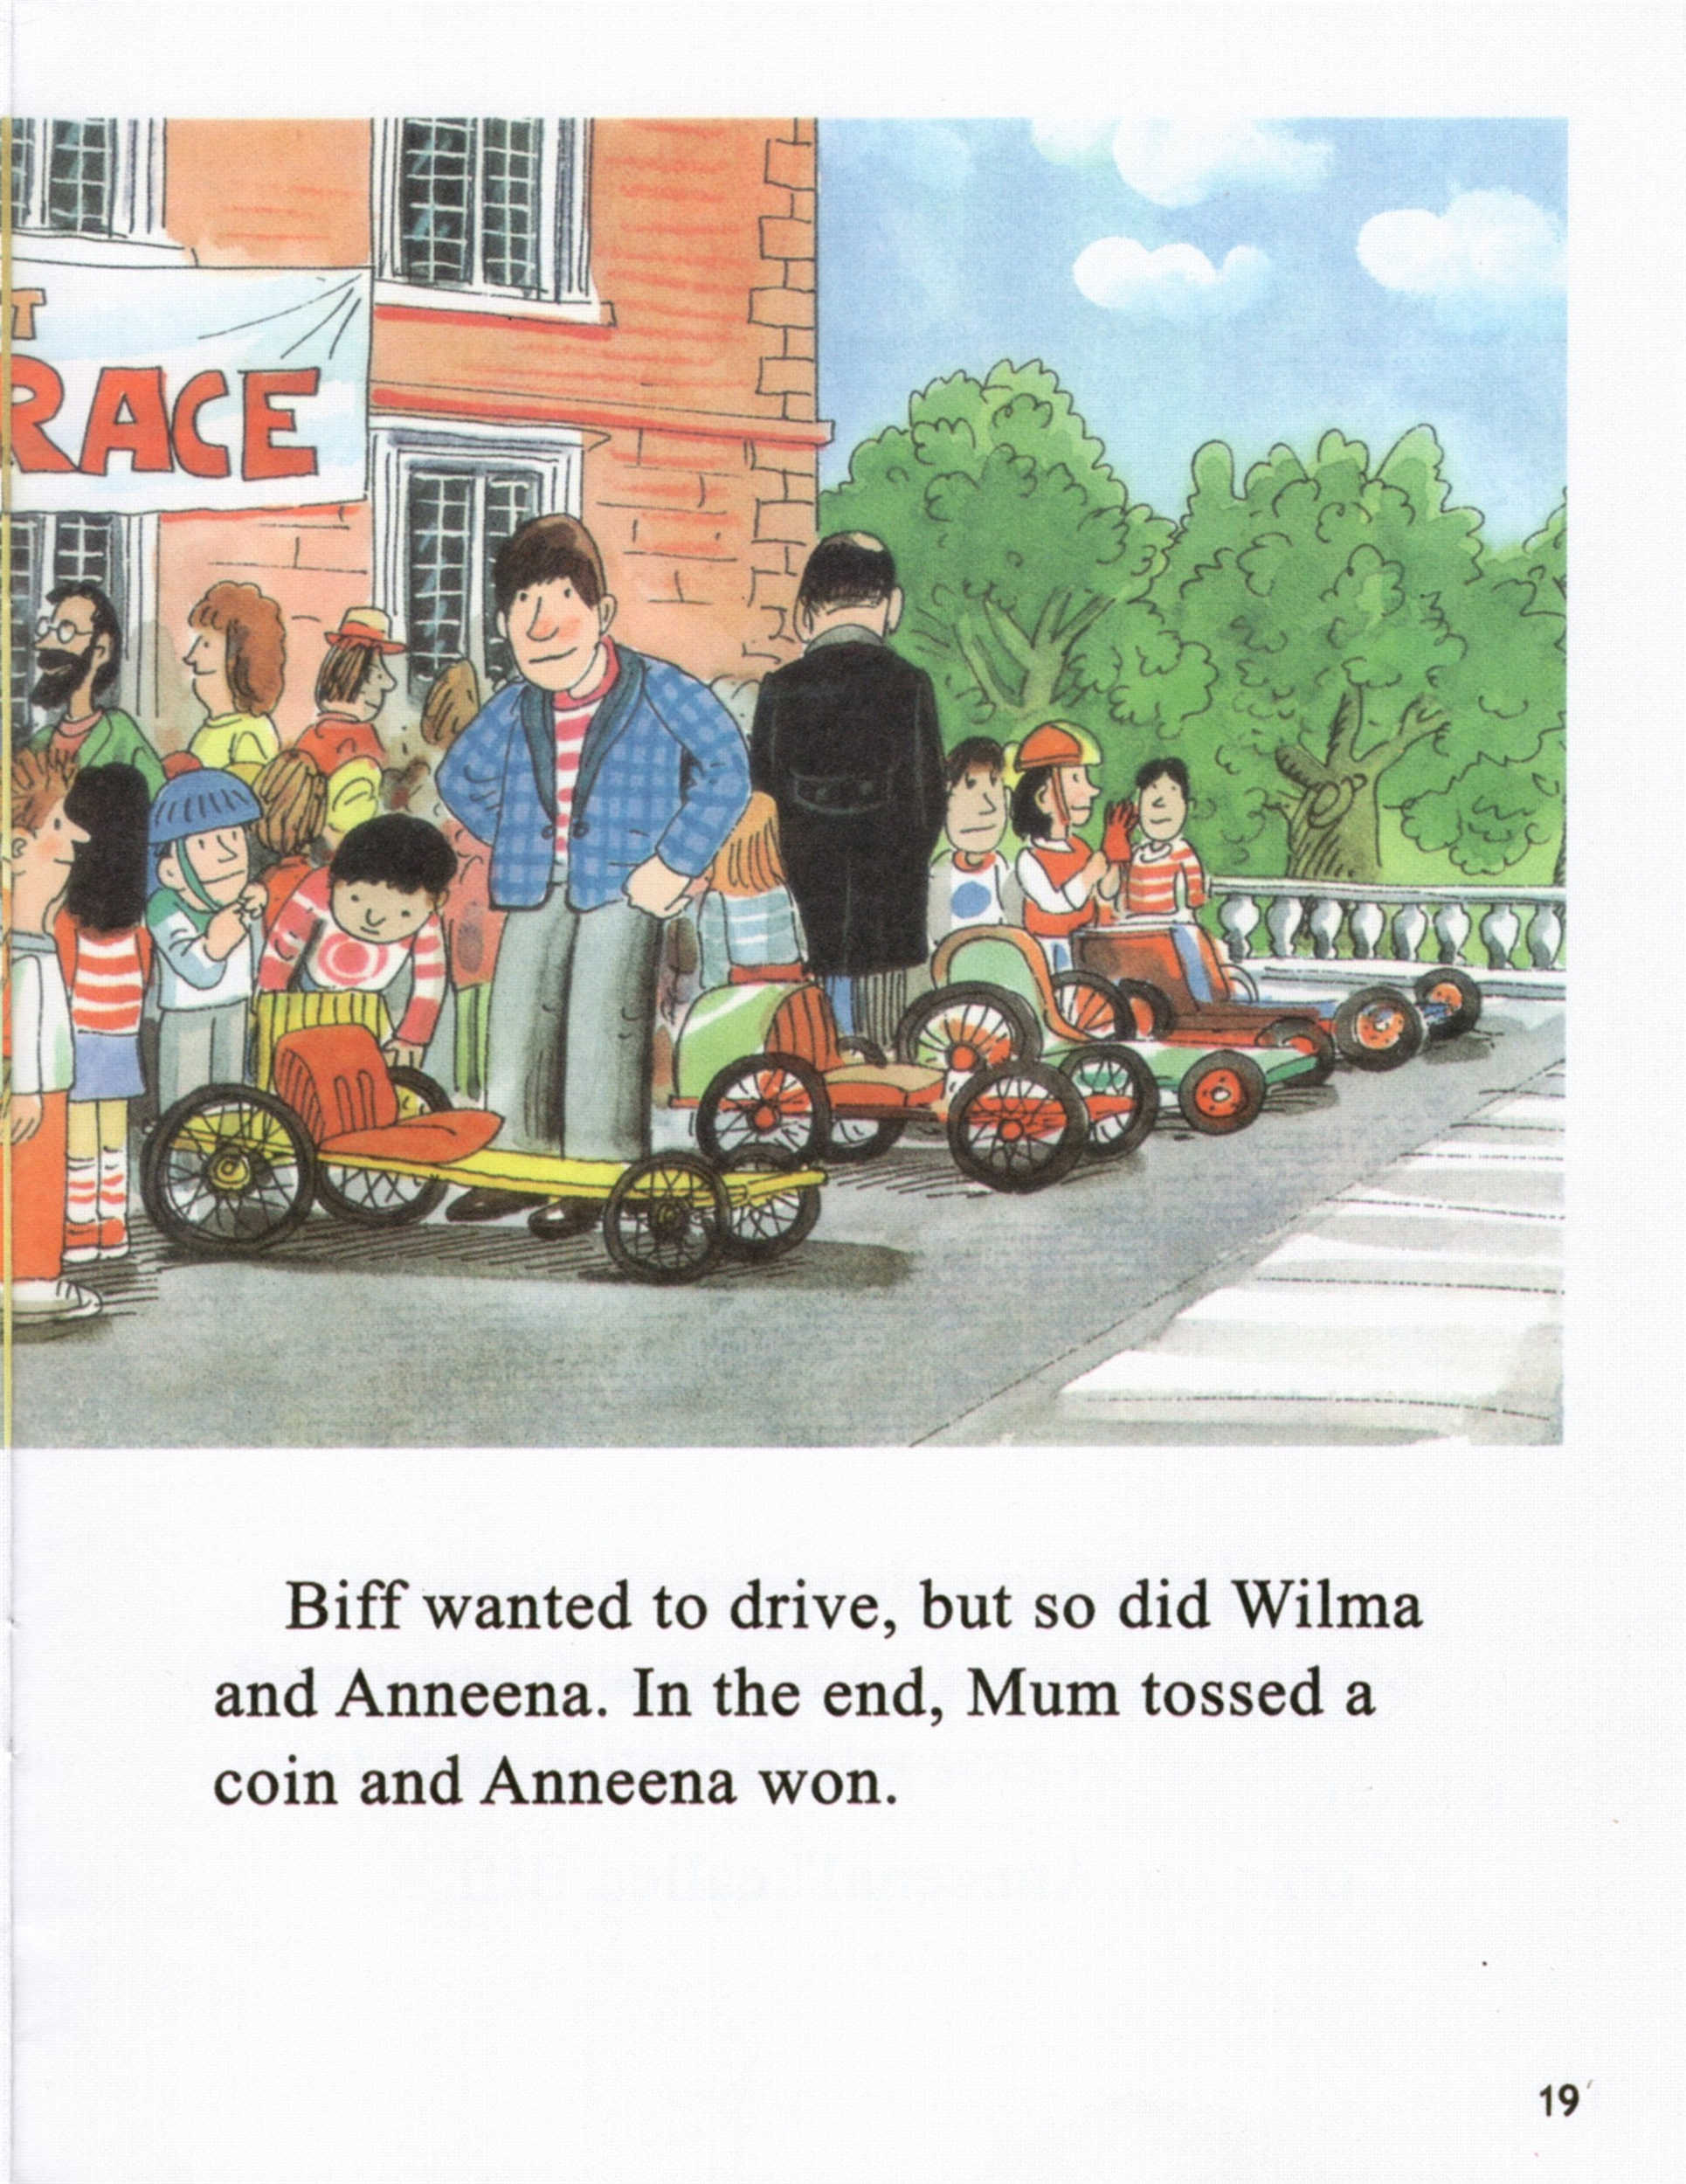 T
RACE
Biff wanted to drive, but so did Wilma
and Anneena. In the end, Mum tossed a
coin and Anneena won.
19